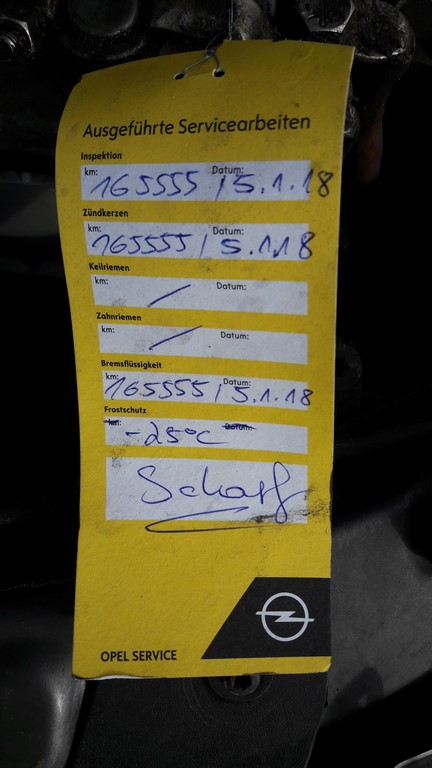 Ausgeführte Servicearbeiten
Inspektion
km: 165555 / Datum: 5.1.18
Zündkerzen
km: 165555 / Datum: 5.1.18
Keilriemen
km: / Datum:
Zahnriemen
km: / Datum:
Bremsflüssigkeit
km: 165555 / Datum: 5.1.18
Frostschutz
km: -25°C Datum:
Scharf
OPEL SERVICE